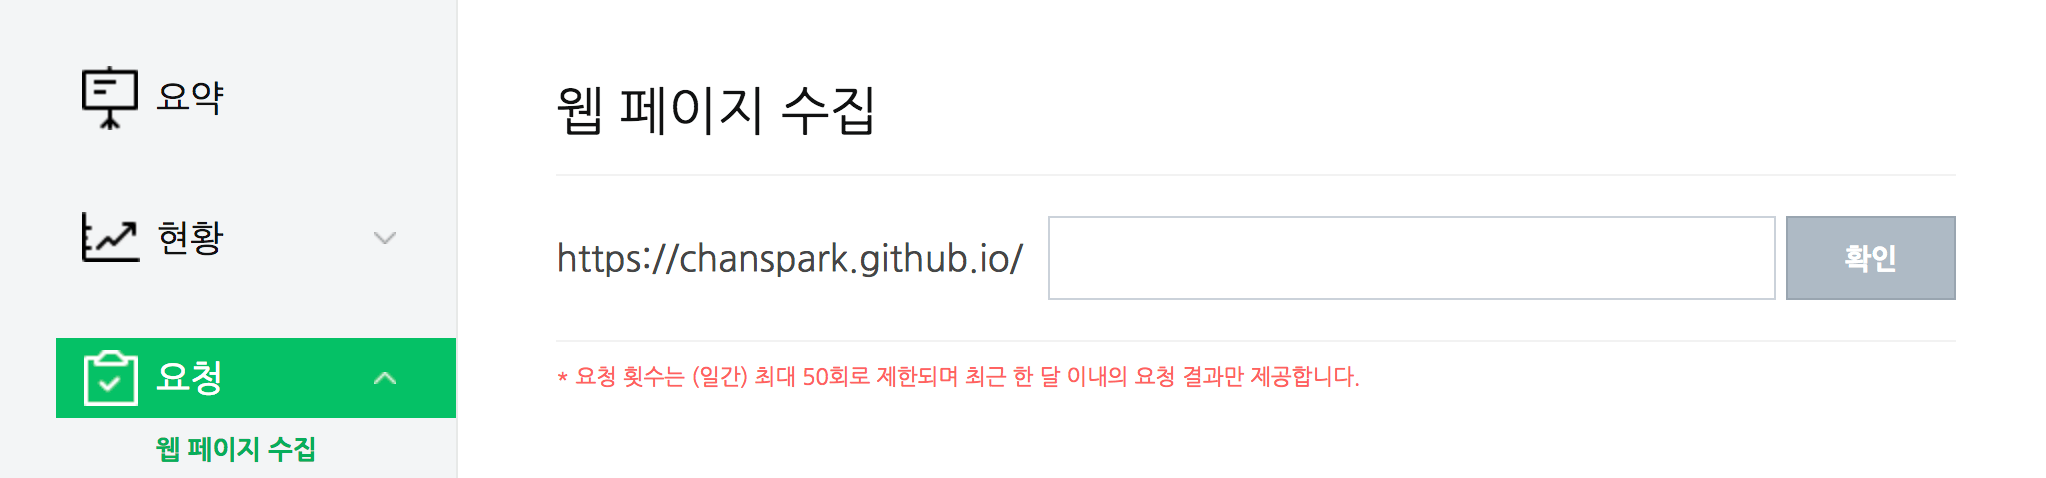 요약
현황
요청
웹 페이지 수집
웹 페이지 수집
https://chanspark.github.io/
확인
* 요청 횟수는 (일간) 최대 50회로 제한되며 최근 한 달 이내의 요청 결과만 제공합니다.